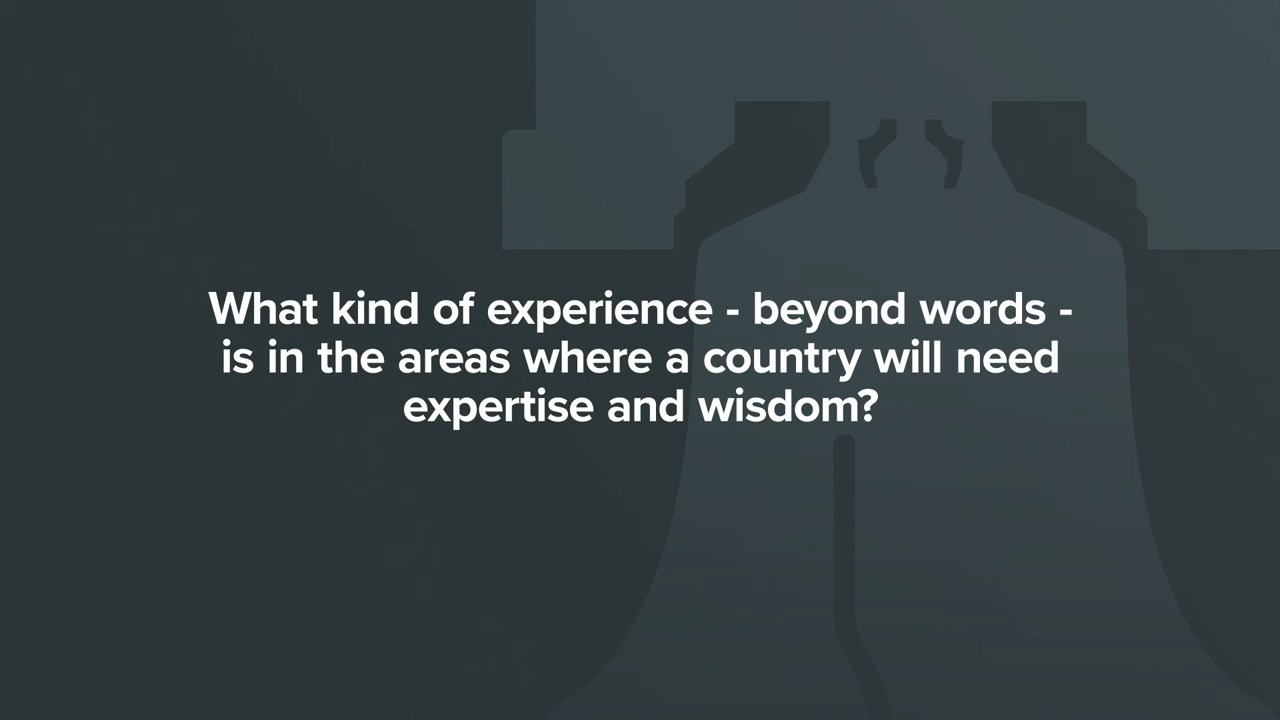 What kind of experience - beyond words -
is in the areas where a country will need
expertise and wisdom?